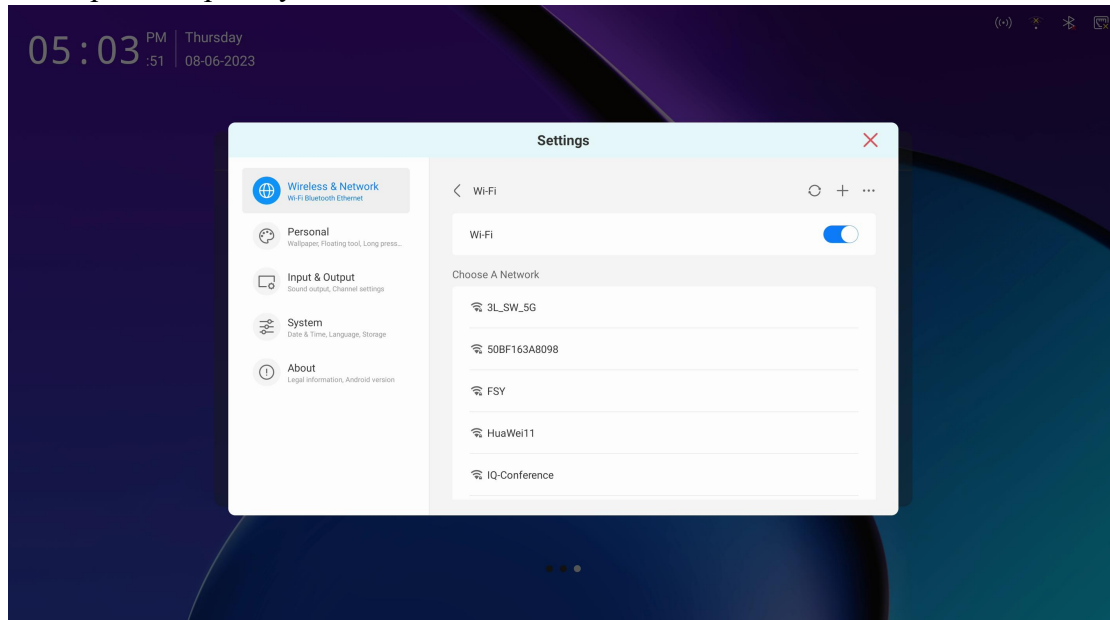 05:03 PM :51 Thursday 08-06-2023
Settings
Wireless & Network
Wi-Fi Bluetooth Ethernet
Personal
Wallpaper, Floating tool, Long press...
Input & Output
Sound output, Channel settings
System
Date & Time, Language, Storage
About
Legal information, Android version
Wi-Fi
Wi-Fi
Choose A Network
3L_SW_5G
50BF163A8098
FSY
HuaWei11
IQ-Conference